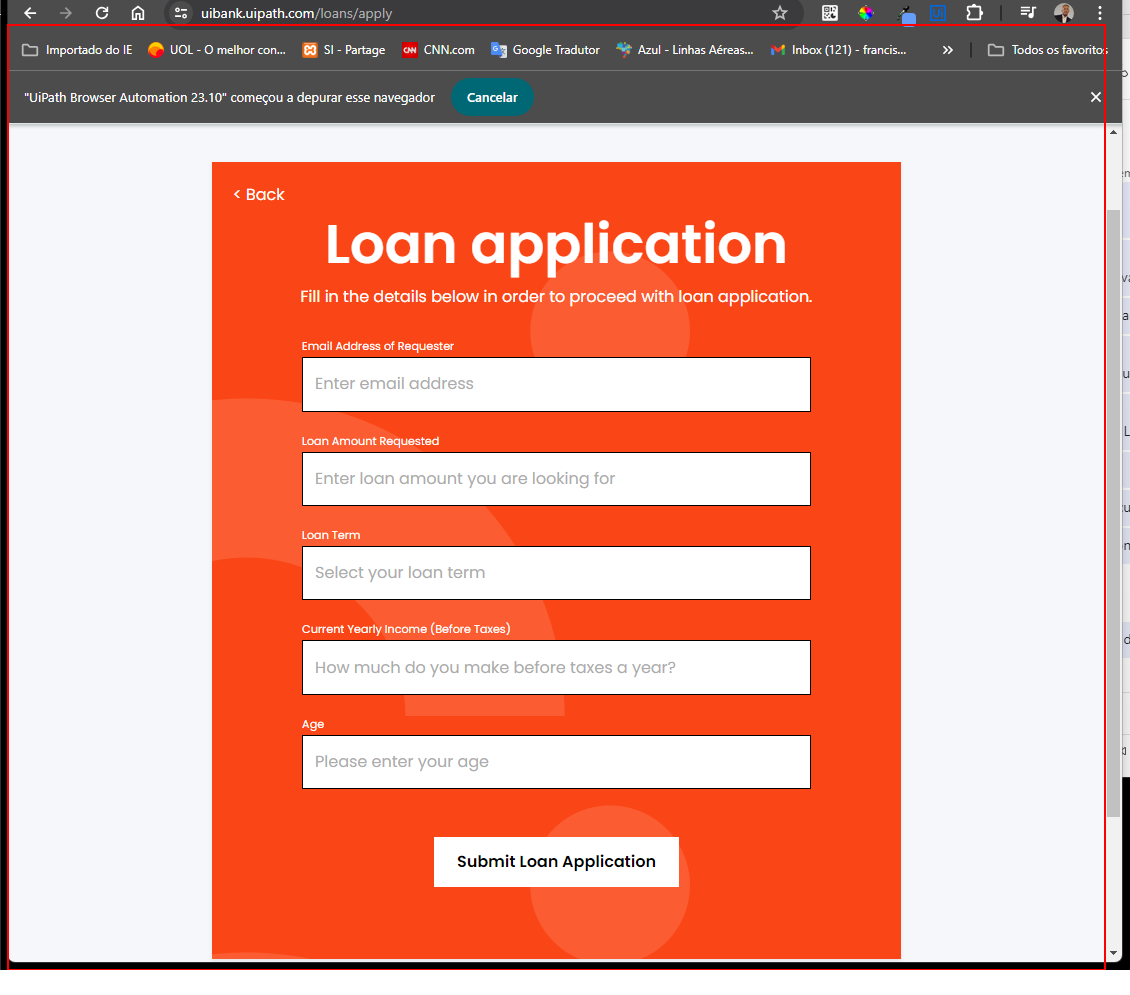 uibank.uipath.com/loans/apply
Importado do IE UOL - O melhor con... SI - Partage CNN CNN.com Google Tradutor Azul - Linhas Aéreas... Inbox (121) - francis... » Todos os favoritos
"UiPath Browser Automation 23.10" começou a depurar esse navegador Cancelar
< Back
Loan application
Fill in the details below in order to proceed with loan application.
Email Address of Requester
Enter email address
Loan Amount Requested
Enter loan amount you are looking for
Loan Term
Select your loan term
Current Yearly Income (Before Taxes)
How much do you make before taxes a year?
Age
Please enter your age
Submit Loan Application